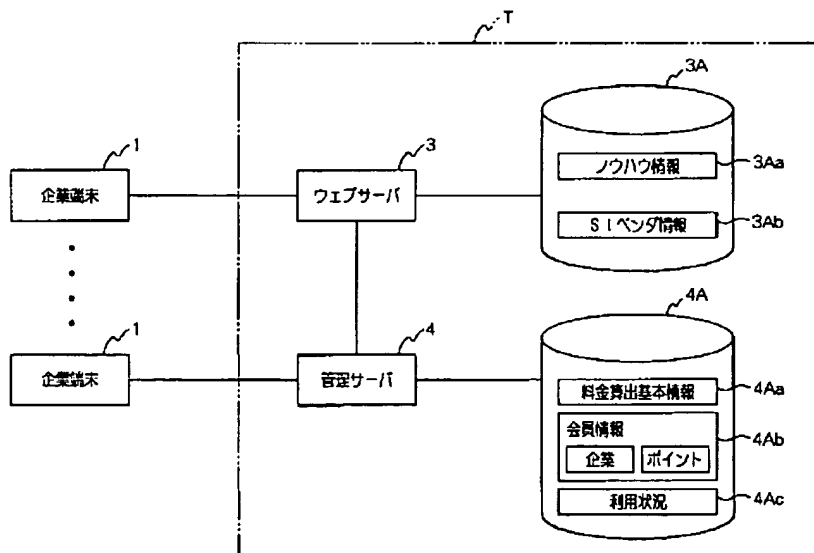 T
3A
1
3
企業端末
ウェブサーバ
ノウハウ情報
3Aa
SIベンダ情報
3Ab
1
4
4A
企業端末
管理サーバ
料金算出基本情報
4Aa
会員情報
4Ab
企業
ポイント
利用状況
4Ac